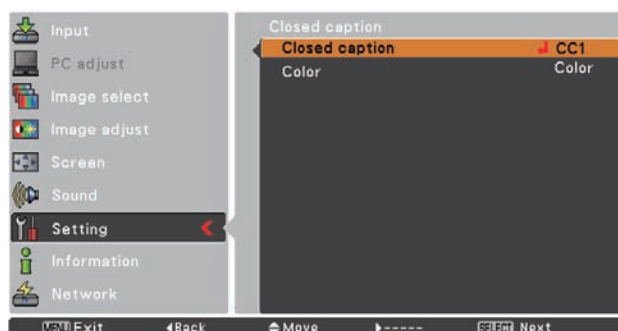 Input
PC adjust
Image select
Image adjust
Screen
Sound
Setting
Information
Network
Closed caption
Closed caption CC1
Color Color
MENU Exit ◀Back Move ▶----- SELECT Next